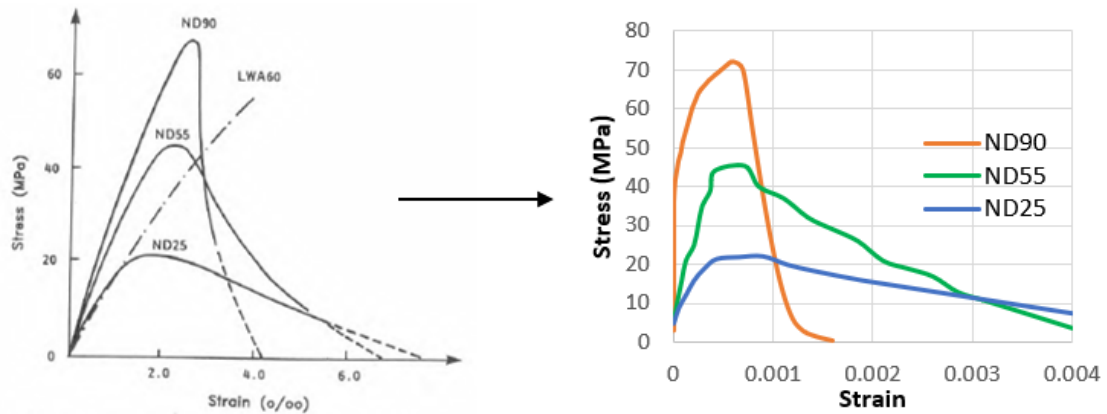 ND90
60
LWA60
ND55
40
Stress (MPa)
ND25
20
0
2.0 4.0 6.0
Strain (o/oo)
80
70
60
50
40
30
20
10
0
Stress (MPa)
ND90
ND55
ND25
0 0.001 0.002 0.003 0.004
Strain